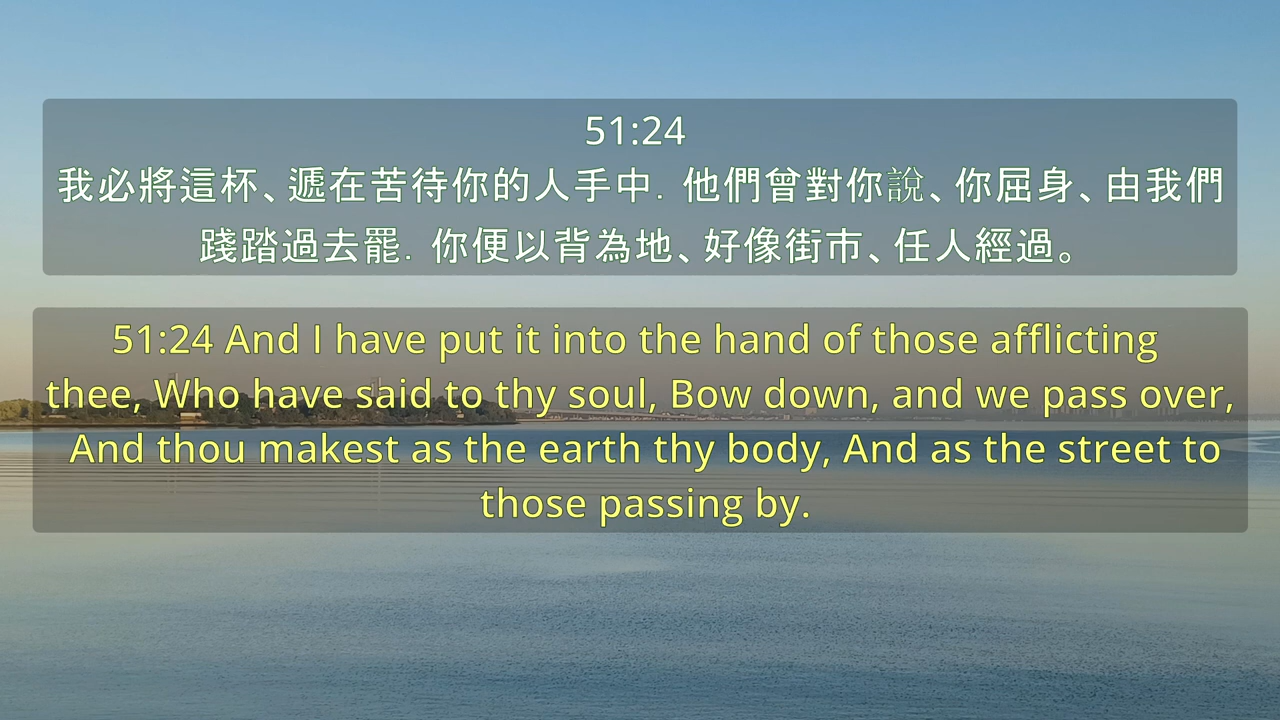 51:24
我必將這杯、遞在苦待你的人手中. 他們曾對你說、你屈身、由我們
踐踏過去罷. 你便以背為地、好像街市、任人經過。
51:24 And I have put it into the hand of those afflicting
thee, Who have said to thy soul, Bow down, and we pass over,
And thou makest as the earth thy body, And as the street to
those passing by.